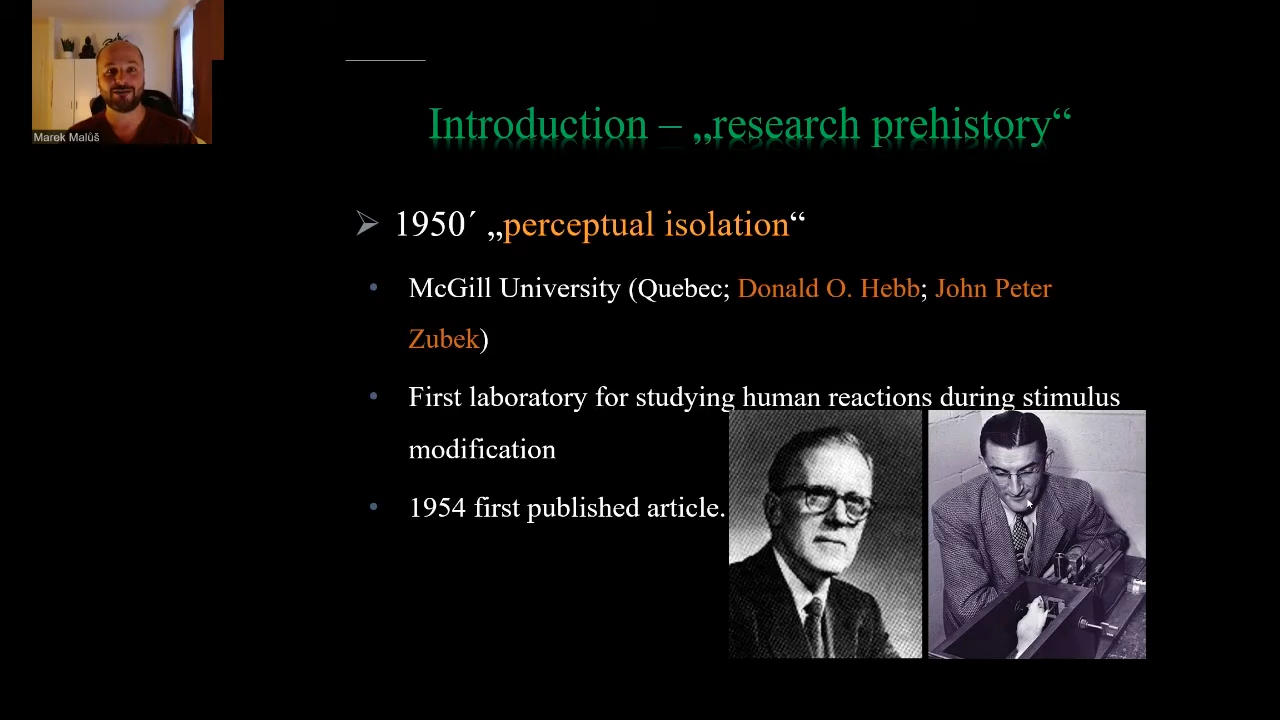 Marek Malůš
Introduction – „research prehistory“
1950´ „perceptual isolation“
McGill University (Quebec; Donald O. Hebb; John Peter
Zubek)
First laboratory for studying human reactions during stimulus
modification
1954 first published article.